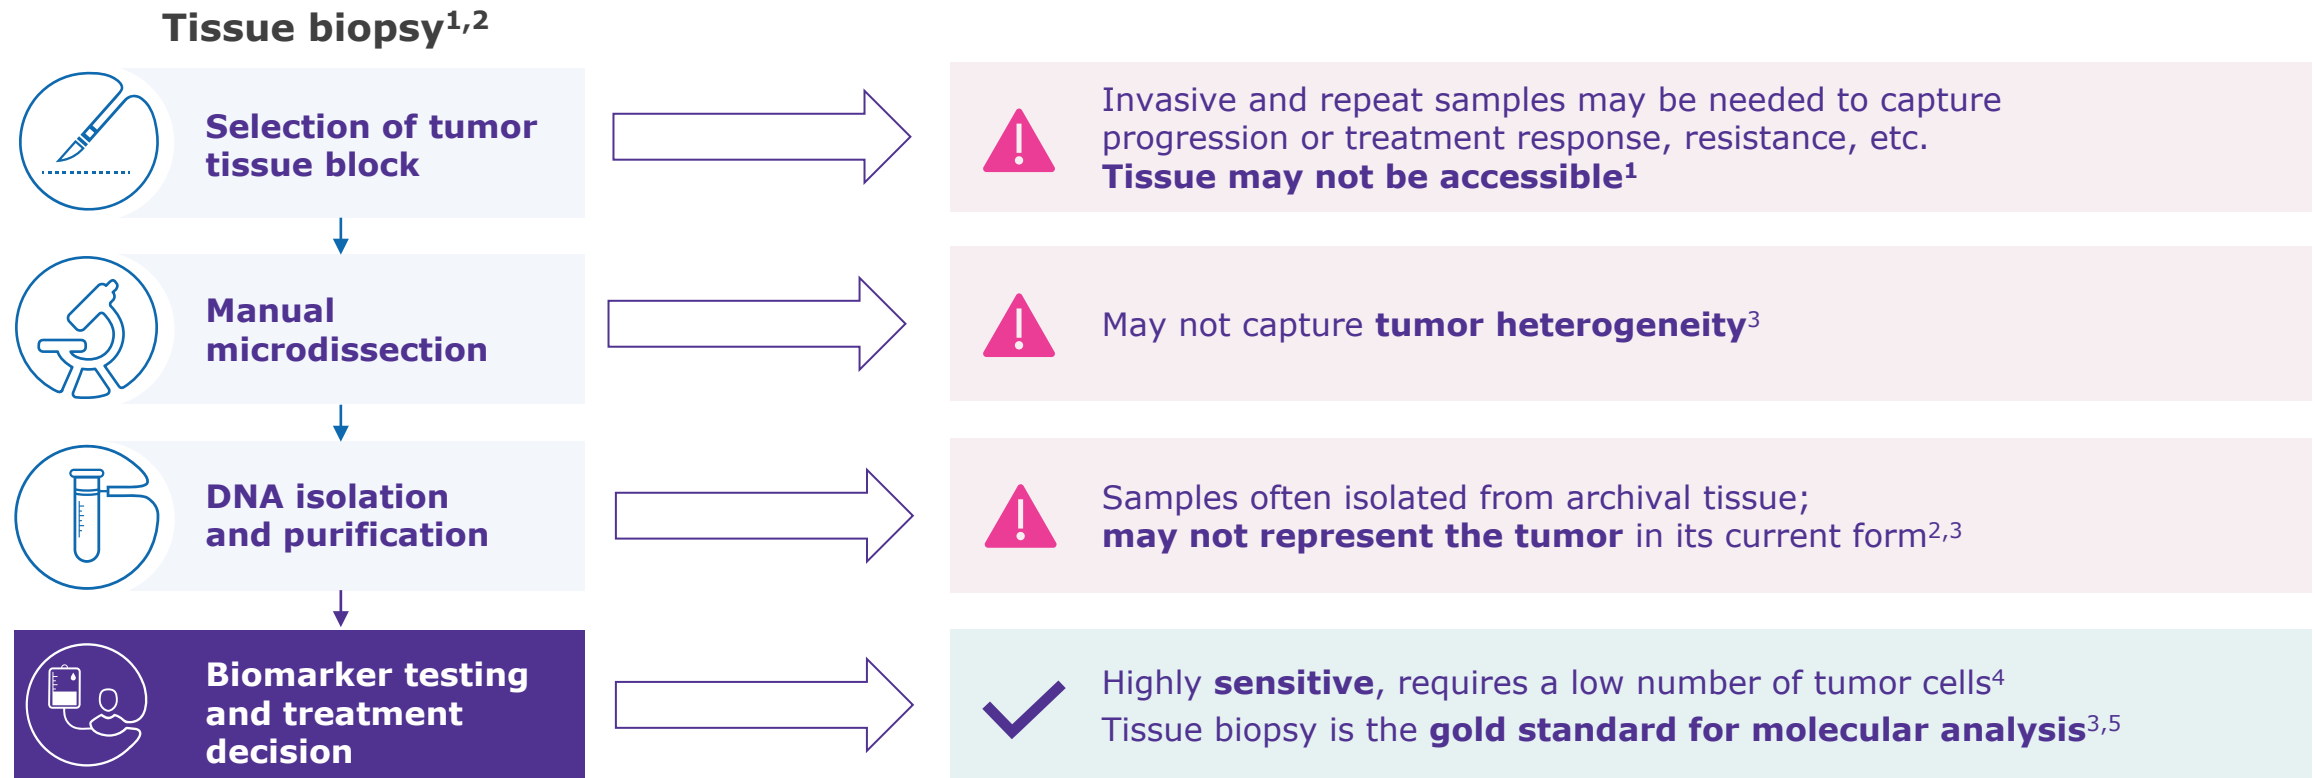 Tissue biopsy1,2
Selection of tumor
tissue block
Invasive and repeat samples may be needed to capture
progression or treatment response, resistance, etc.
Tissue may not be accessible1
Manual
microdissection
May not capture tumor heterogeneity3
DNA isolation
and purification
Samples often isolated from archival tissue;
may not represent the tumor in its current form2,3
Biomarker testing
and treatment
decision
Highly sensitive, requires a low number of tumor cells4
Tissue biopsy is the gold standard for molecular analysis3,5